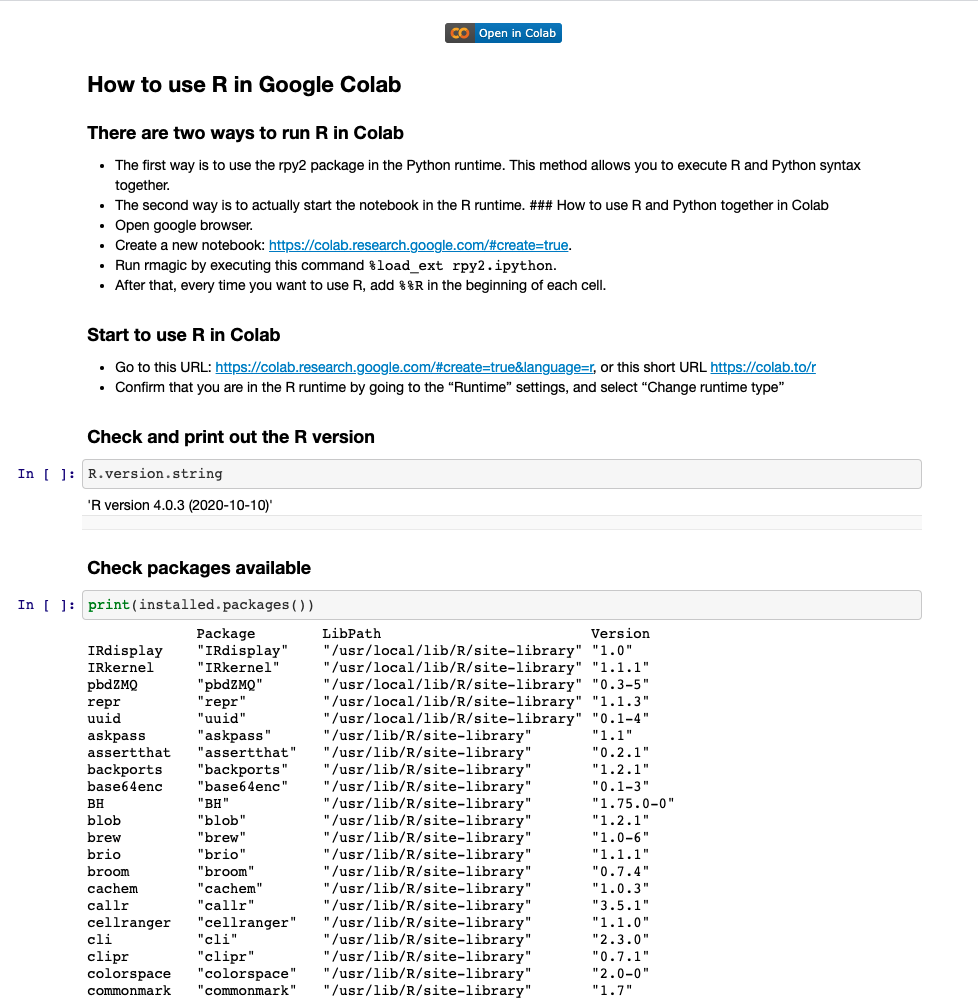 Open in Colab
How to use R in Google Colab
There are two ways to run R in Colab
• The first way is to use the rpy2 package in the Python runtime. This method allows you to execute R and Python syntax
together.
• The second way is to actually start the notebook in the R runtime. ### How to use R and Python together in Colab
• Open google browser.
• Create a new notebook: https://colab.research.google.com/#create=true.
• Run rmagic by executing this command %load_ext rpy2.ipython.
• After that, every time you want to use R, add %%R in the beginning of each cell.
Start to use R in Colab
• Go to this URL: https://colab.research.google.com/#create=true&language=r, or this short URL https://colab.to/r
• Confirm that you are in the R runtime by going to the “Runtime” settings, and select “Change runtime type”
Check and print out the R version
In [ ]: R.version.string
'R version 4.0.3 (2020-10-10)'
Check packages available
In [ ]: print(installed.packages())
Package LibPath Version
IRdisplay "IRdisplay" "/usr/local/lib/R/site-library" "1.0"
IRkernel "IRkernel" "/usr/local/lib/R/site-library" "1.1.1"
pbdZMQ "pbdZMQ" "/usr/local/lib/R/site-library" "0.3-5"
repr "repr" "/usr/local/lib/R/site-library" "1.1.3"
uuid "uuid" "/usr/local/lib/R/site-library" "0.1-4"
askpass "askpass" "/usr/lib/R/site-library" "1.1"
assertthat "assertthat" "/usr/lib/R/site-library" "0.2.1"
backports "backports" "/usr/lib/R/site-library" "1.2.1"
base64enc "base64enc" "/usr/lib/R/site-library" "0.1-3"
BH "BH" "/usr/lib/R/site-library" "1.75.0-0"
blob "blob" "/usr/lib/R/site-library" "1.2.1"
brew "brew" "/usr/lib/R/site-library" "1.0-6"
brio "brio" "/usr/lib/R/site-library" "1.1.1"
broom "broom" "/usr/lib/R/site-library" "0.7.4"
cachem "cachem" "/usr/lib/R/site-library" "1.0.3"
callr "callr" "/usr/lib/R/site-library" "3.5.1"
cellranger "cellranger" "/usr/lib/R/site-library" "1.1.0"
cli "cli" "/usr/lib/R/site-library" "2.3.0"
clipr "clipr" "/usr/lib/R/site-library" "0.7.1"
colorspace "colorspace" "/usr/lib/R/site-library" "2.0-0"
commonmark "commonmark" "/usr/lib/R/site-library" "1.7"